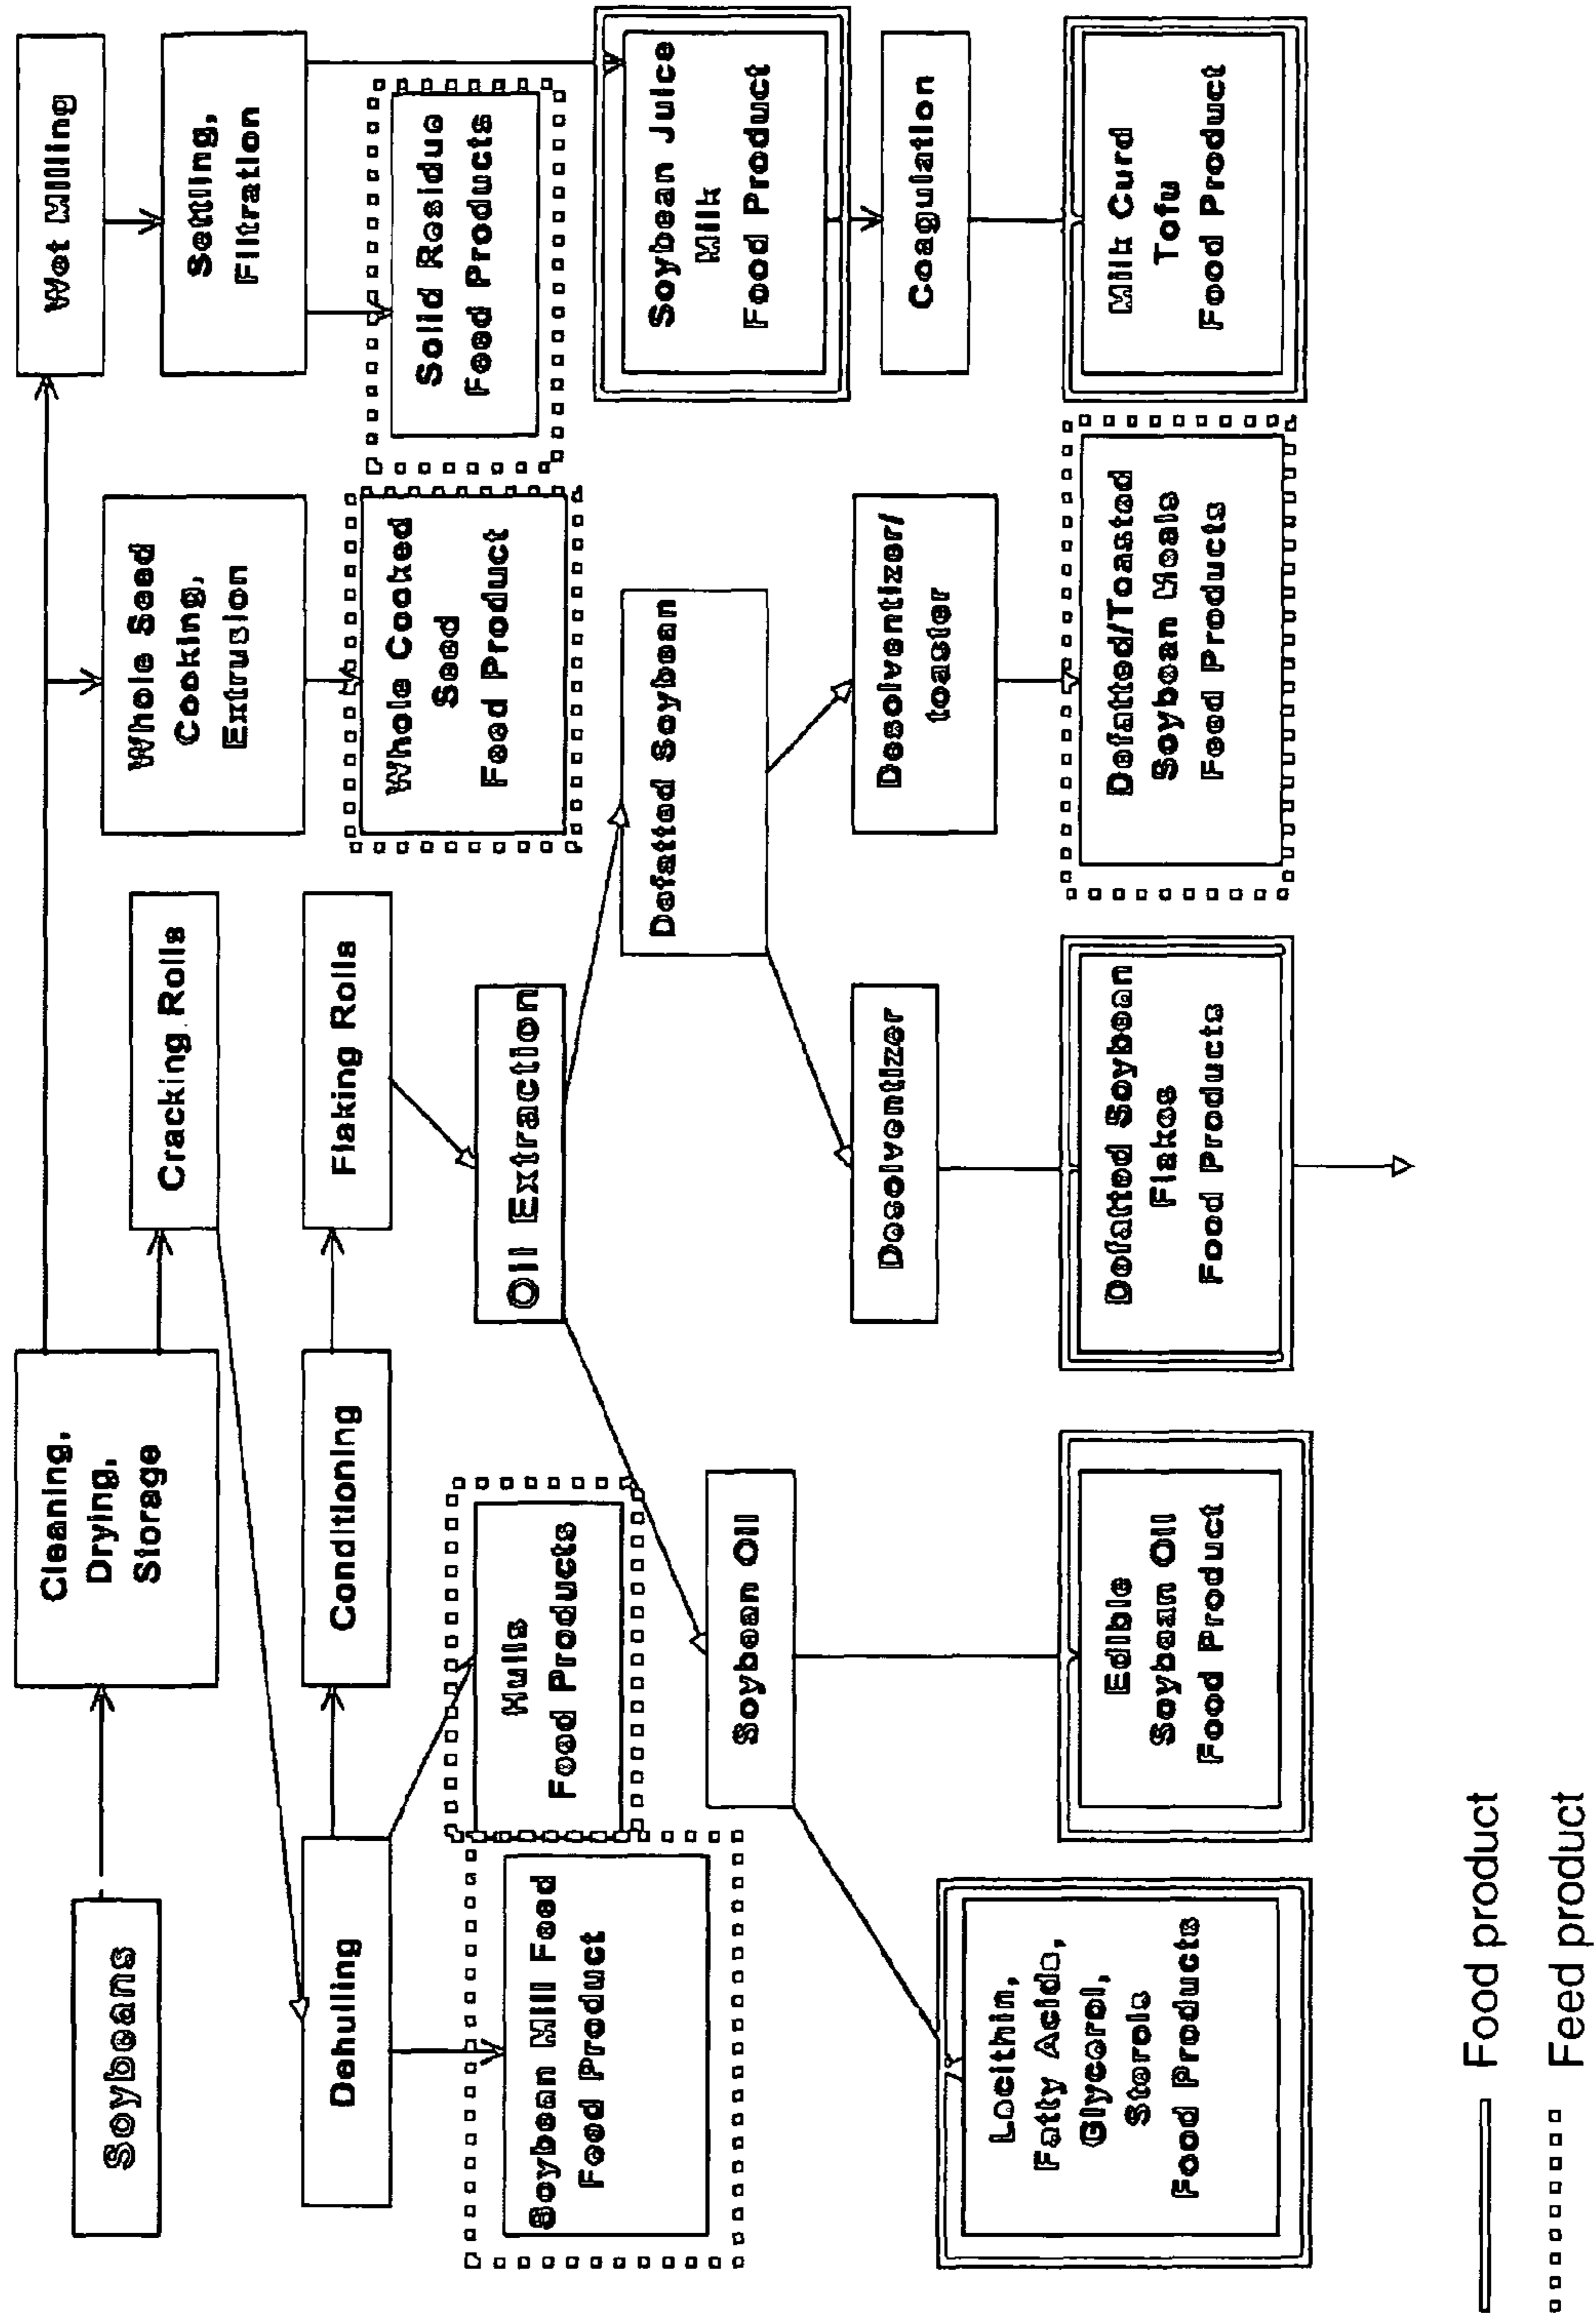 Soybeans
Cleaning,
Drying,
Storage
Wet Milling
Cracking Rolls
Whole Seed
Cooking,
Extrusion
Settling,
Filtration
Dehulling
Conditioning
Flaking Rolls
Whole Cooked
Seed
Feed Product
Solid Residue
Feed Products
Soybean Mill Feed
Feed Product
Hulls
Feed Products
Oil Extraction
Defatted Soybean
Soybean Juice
Milk
Food Product
Soybean Oil
Desolventizer
Desolventizer/
toaster
Coagulation
Lecithin,
Fatty Acids,
Glycerol,
Sterols
Food Products
Edible
Soybean Oil
Food Product
Defatted Soybean
Flakes
Food Products
Defatted/Toasted
Soybean Meals
Feed Products
Milk Curd
Tofu
Food Product
Food product
Feed product